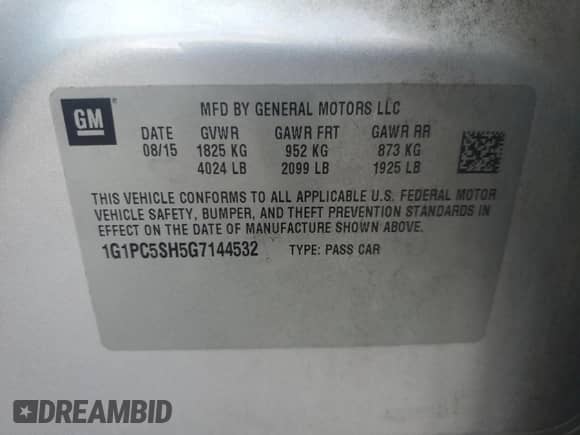 GM ®
MFD BY GENERAL MOTORS LLC
DATE GVWR GAWR FRT GAWR RR
08/15 1825 KG 952 KG 873 KG
4024 LB 2099 LB 1925 LB
THIS VEHICLE CONFORMS TO ALL APPLICABLE U.S. FEDERAL MOTOR
VEHICLE SAFETY, BUMPER, AND THEFT PREVENTION STANDARDS IN
EFFECT ON THE DATE OF MANUFACTURE SHOWN ABOVE.
1G1PC5SH5G7144532 TYPE: PASS CAR
DREAMBID